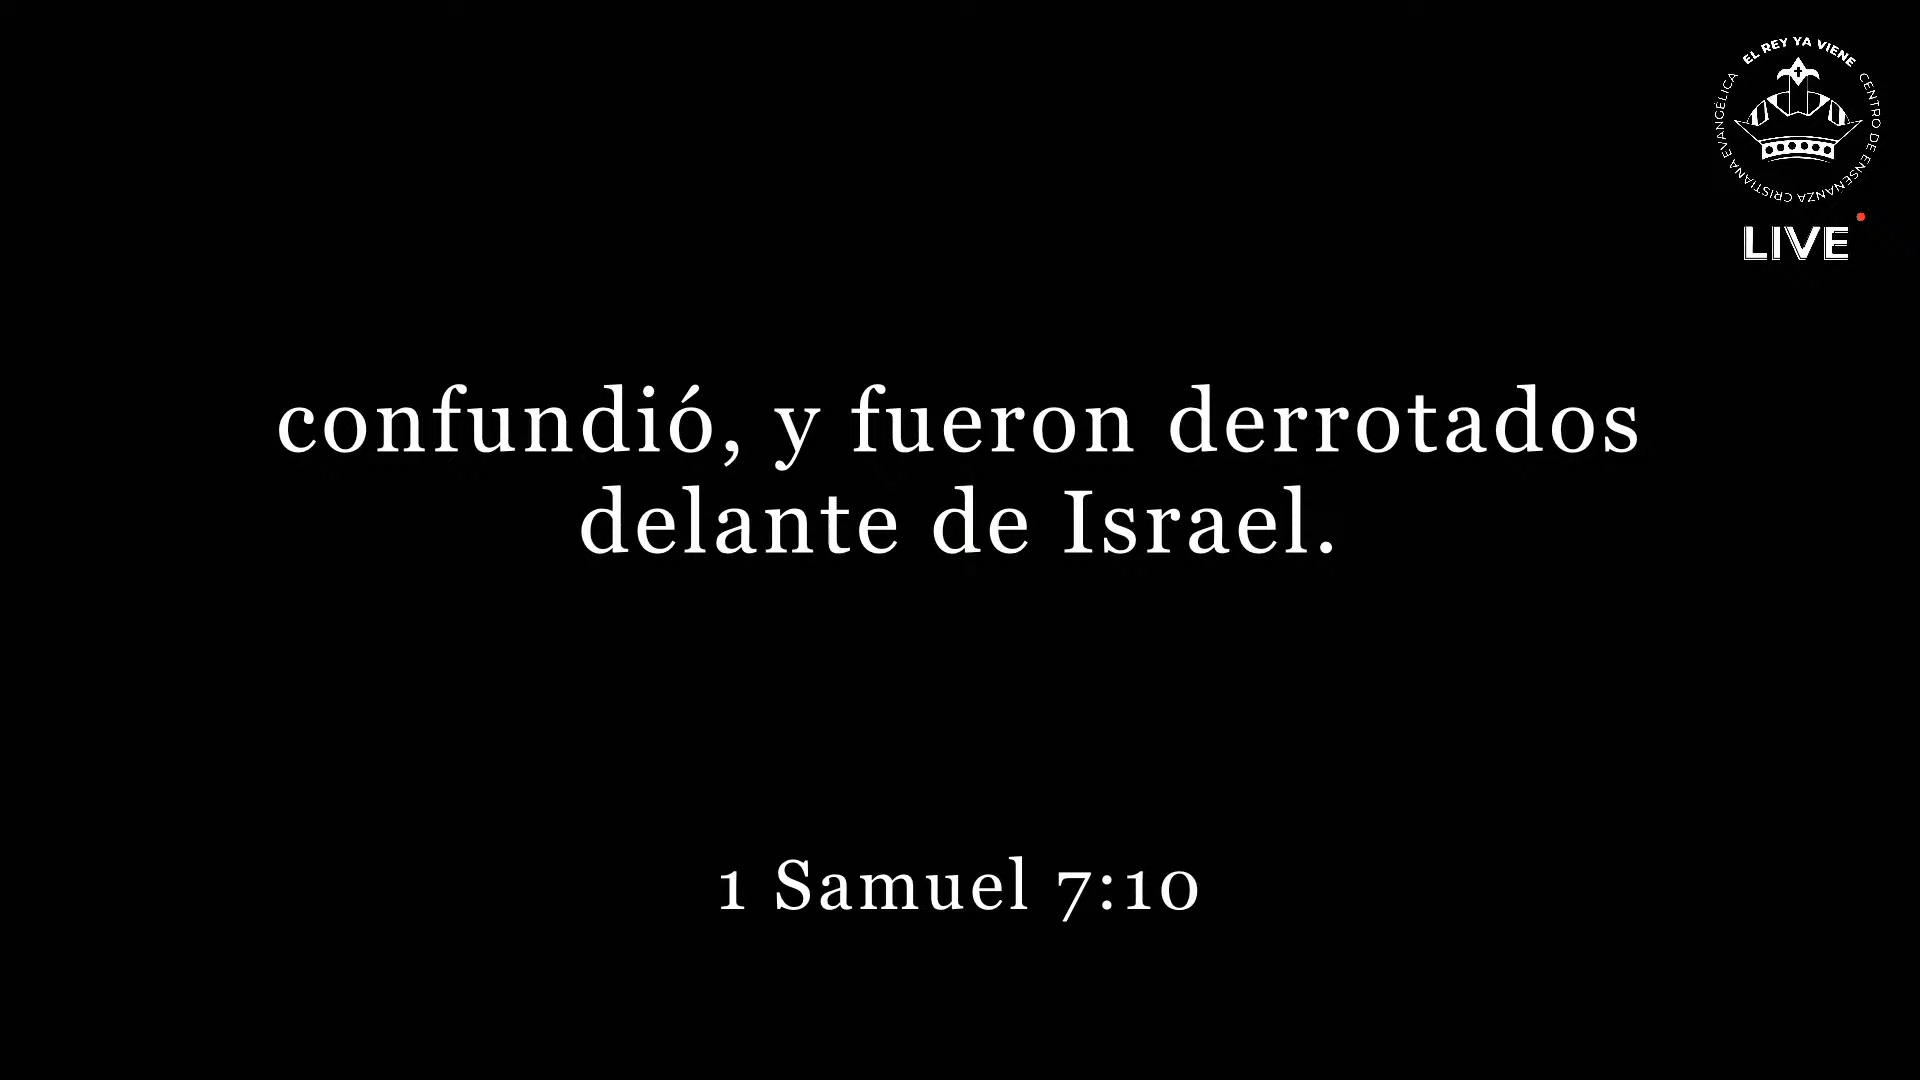 EL REY YA VIENE
CENTRO DE ENSEÑANZA CRISTIANA EVANGÉLICA
LIVE
confundió, y fueron derrotados
delante de Israel.
1 Samuel 7:10